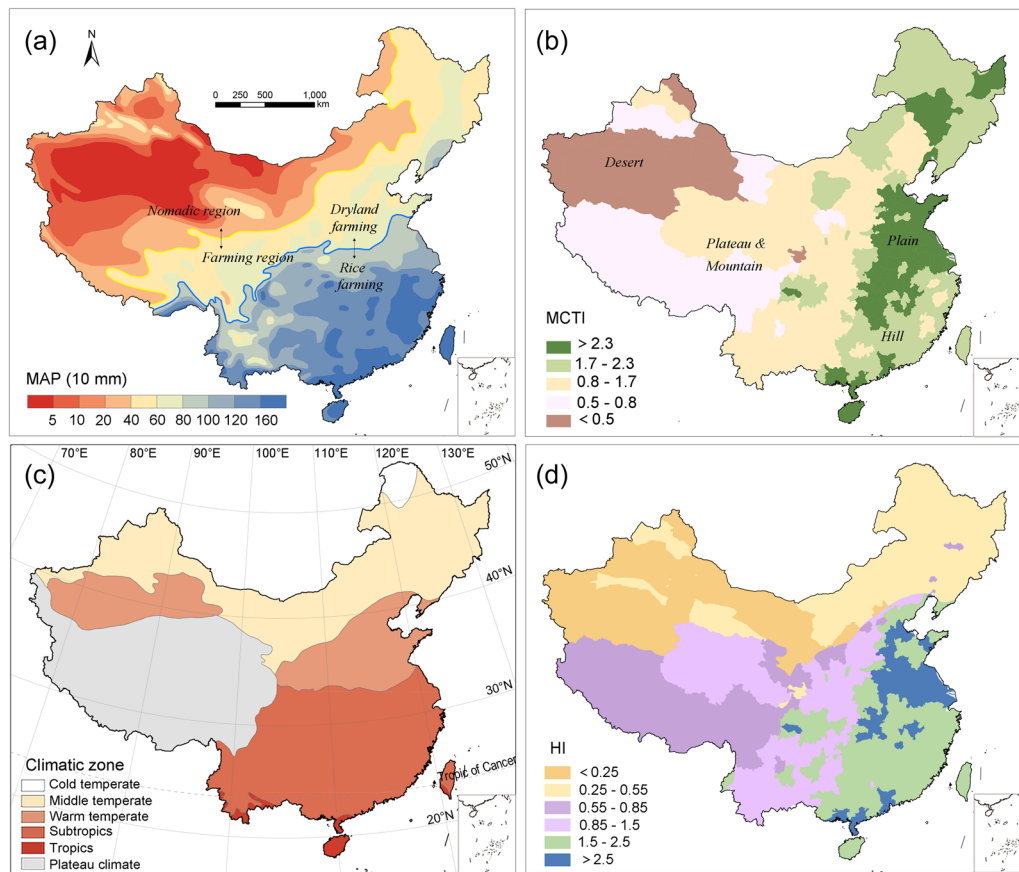 (a)
N
0 250 500 1,000
km
Nomadic region
Dryland
farming
Farming region
Rice
farming
MAP (10 mm)
5 10 20 40 60 80 100 120 160
(b)
Desert
Plateau &
Mountain
Plain
Hill
MCTI
> 2.3
1.7 - 2.3
0.8 - 1.7
0.5 - 0.8
< 0.5
(c)
70°E 80°E 90°E 100°E 110°E 120°E 130°E
50°N
40°N
30°N
Tropic of Cancer
20°N
Climatic zone
Cold temperate
Middle temperate
Warm temperate
Subtropics
Tropics
Plateau climate
(d)
HI
< 0.25
0.25 - 0.55
0.55 - 0.85
0.85 - 1.5
1.5 - 2.5
> 2.5